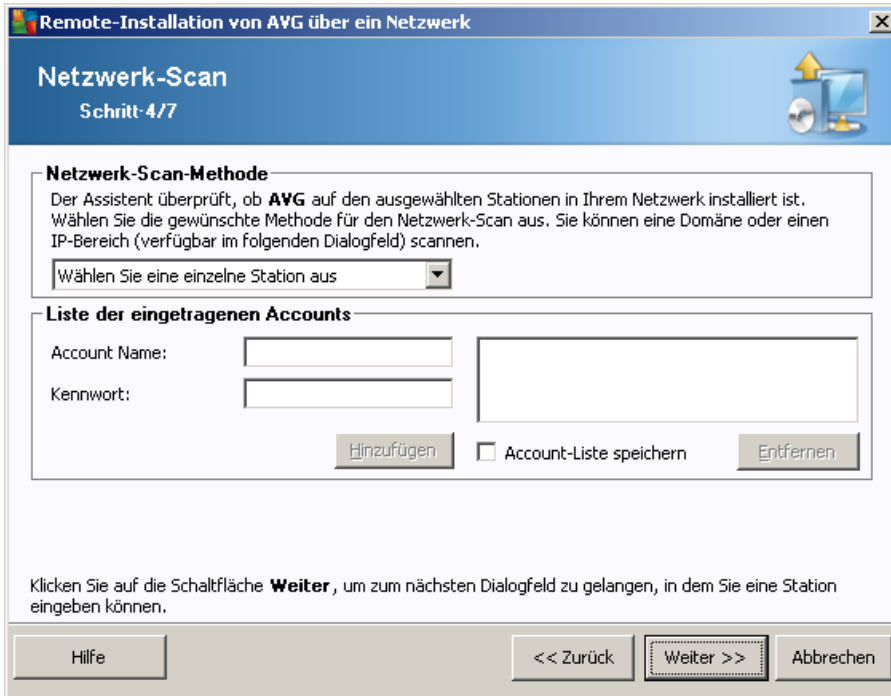 Remote-Installation von AVG über ein Netzwerk
Netzwerk-Scan
Schritt-4/7
Netzwerk-Scan-Methode
Der Assistent überprüft, ob AVG auf den ausgewählten Stationen in Ihrem Netzwerk installiert ist.
Wählen Sie die gewünschte Methode für den Netzwerk-Scan aus. Sie können eine Domäne oder einen
IP-Bereich (verfügbar im folgenden Dialogfeld) scannen.
Wählen Sie eine einzelne Station aus
Liste der eingetragenen Accounts
Account Name:
Kennwort:
Hinzufügen
Account-Liste speichern
Entfernen
Klicken Sie auf die Schaltfläche Weiter, um zum nächsten Dialogfeld zu gelangen, in dem Sie eine Station
eingeben können.
Hilfe
<< Zurück
Weiter >>
Abbrechen